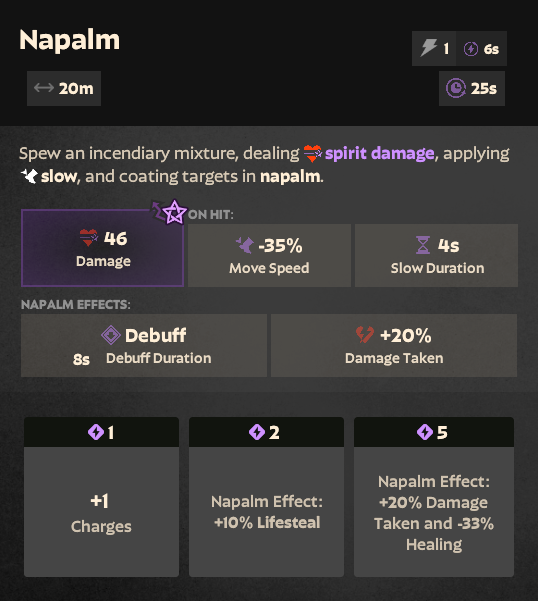 Napalm
1
6s
20m
25s
Spew an incendiary mixture, dealing spirit damage, applying
slow, and coating targets in napalm.
ON HIT:
46
Damage
-35%
Move Speed
4s
Slow Duration
NAPALM EFFECTS:
Debuff
8s Debuff Duration
+20%
Damage Taken
1
+1
Charges
2
Napalm Effect:
+10% Lifesteal
5
Napalm Effect:
+20% Damage
Taken and -33%
Healing